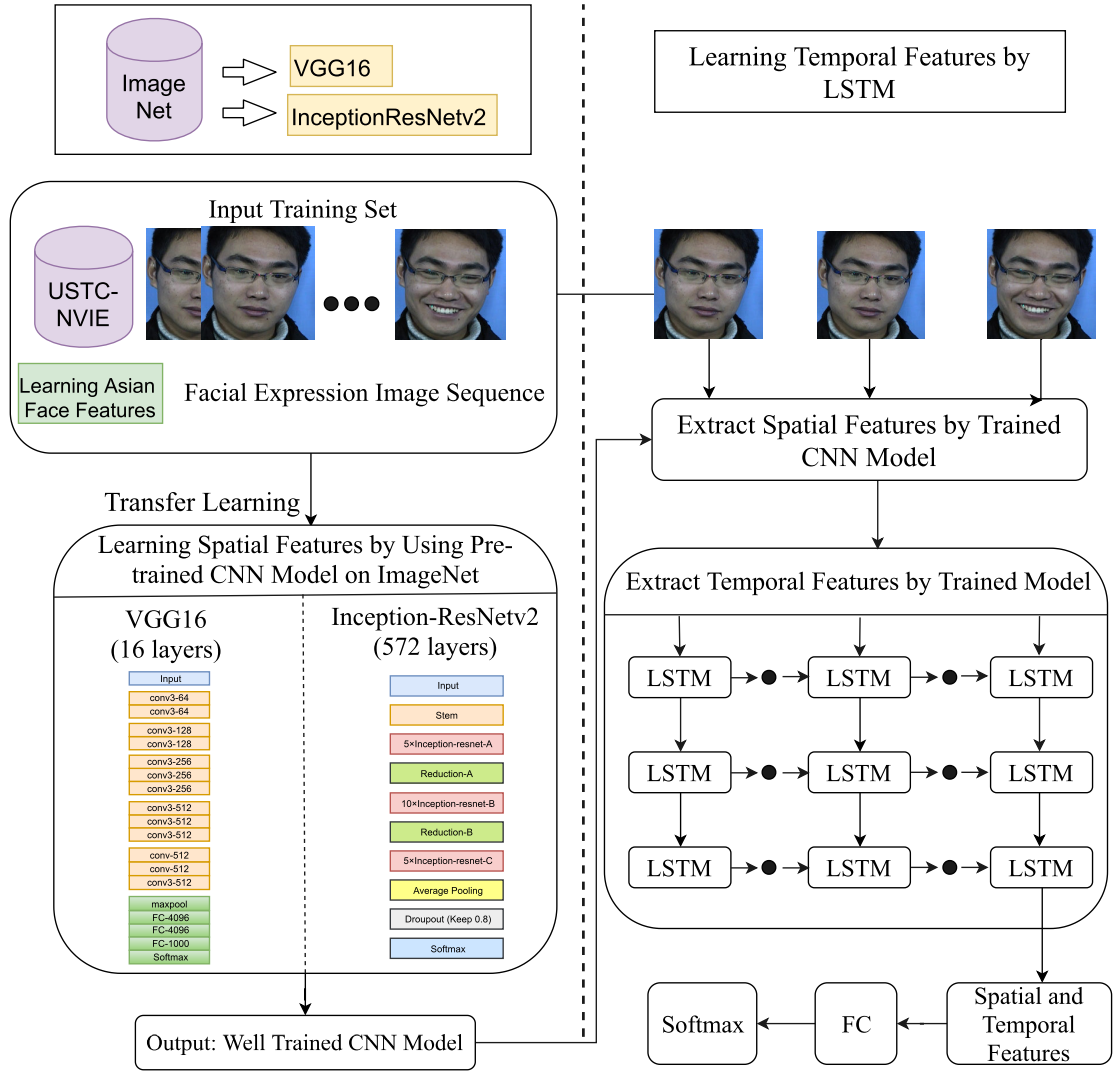 Image
Net
VGG16
InceptionResNetv2
Learning Temporal Features by
LSTM
Input Training Set
USTC-
NVIE
Learning Asian
Face Features
Facial Expression Image Sequence
Transfer Learning
Learning Spatial Features by Using Pre-
trained CNN Model on ImageNet
VGG16
(16 layers)
Input
conv3-64
conv3-64
conv3-128
conv3-128
conv3-256
conv3-256
conv3-256
conv3-512
conv3-512
conv3-512
conv-512
conv-512
conv3-512
maxpool
FC-4096
FC-4096
FC-1000
Softmax
Inception-ResNetv2
(572 layers)
Input
Stem
5×Inception-resnet-A
Reduction-A
10×Inception-resnet-B
Reduction-B
5×Inception-resnet-C
Average Pooling
Droupout (Keep 0.8)
Softmax
Output: Well Trained CNN Model
Extract Spatial Features by Trained
CNN Model
Extract Temporal Features by Trained Model
LSTM LSTM LSTM
LSTM LSTM LSTM
LSTM LSTM LSTM
Spatial and
Temporal
Features
FC
Softmax